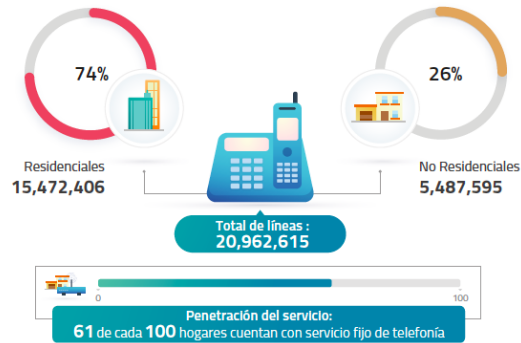 74%
26%
Residenciales
15,472,406
No Residenciales
5,487,595
Total de líneas :
20,962,615
0
100
Penetración del servicio:
61 de cada 100 hogares cuentan con servicio fijo de telefonía